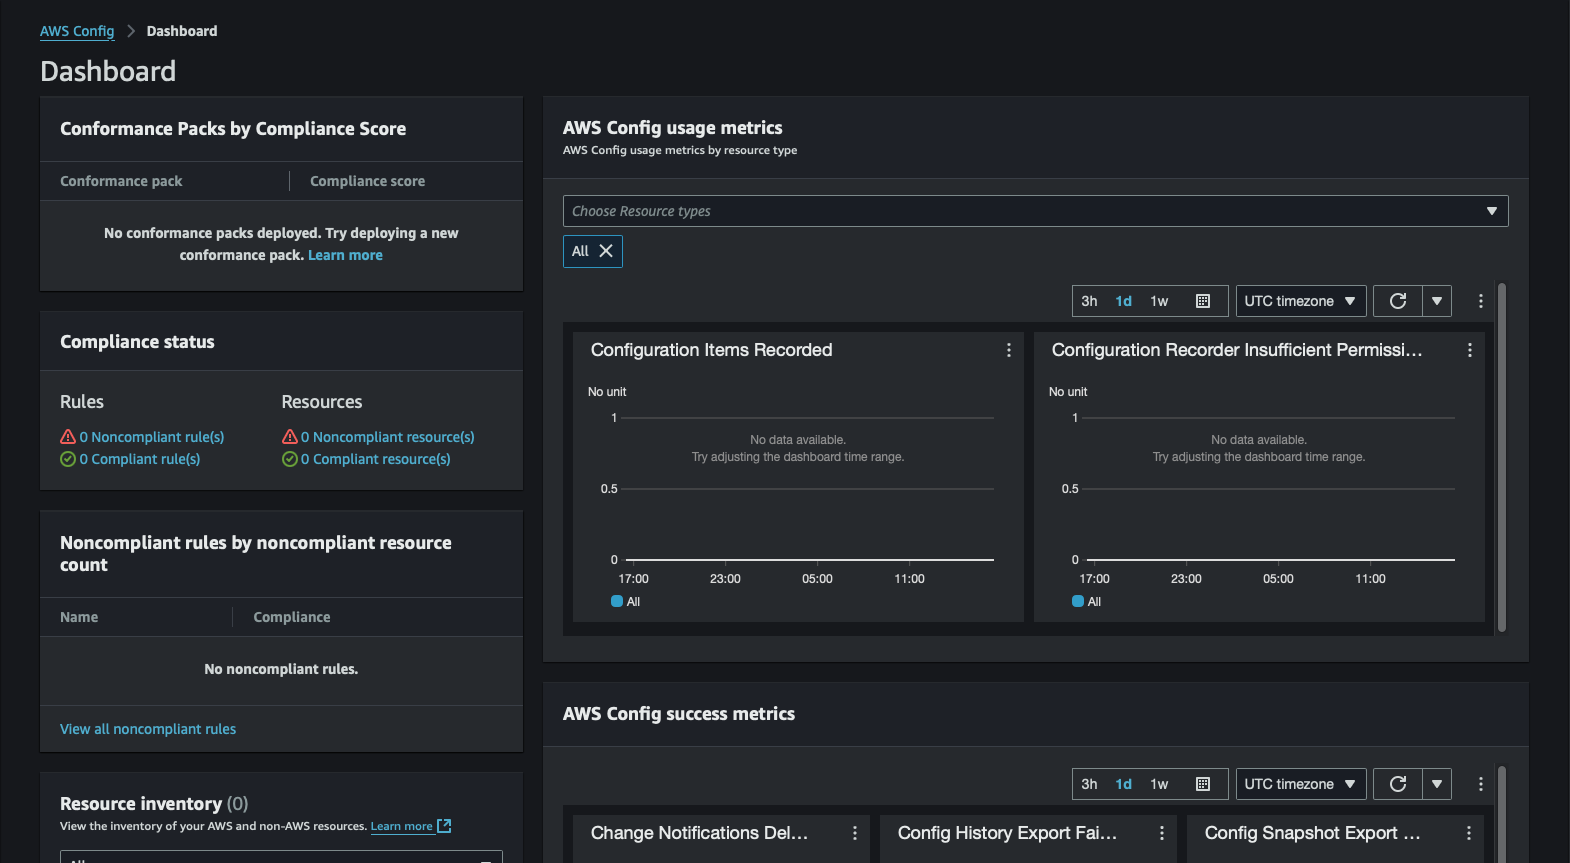 AWS Config > Dashboard
Dashboard
Conformance Packs by Compliance Score
Conformance pack
Compliance score
No conformance packs deployed. Try deploying a new
conformance pack. Learn more
Compliance status
Rules
Resources
0 Noncompliant rule(s)
0 Noncompliant resource(s)
0 Compliant rule(s)
0 Compliant resource(s)
Noncompliant rules by noncompliant resource
count
Name
Compliance
No noncompliant rules.
View all noncompliant rules
Resource inventory (0)
View the inventory of your AWS and non-AWS resources. Learn more
AWS Config usage metrics
AWS Config usage metrics by resource type
Choose Resource types
All
3h 1d 1w
UTC timezone
Configuration Items Recorded
No unit
1
No data available.
Try adjusting the dashboard time range.
0.5
0
17:00 23:00 05:00 11:00
All
Configuration Recorder Insufficient Permissi...
No unit
1
No data available.
Try adjusting the dashboard time range.
0.5
0
17:00 23:00 05:00 11:00
All
AWS Config success metrics
3h 1d 1w
UTC timezone
Change Notifications Del...
Config History Export Fai...
Config Snapshot Export ...